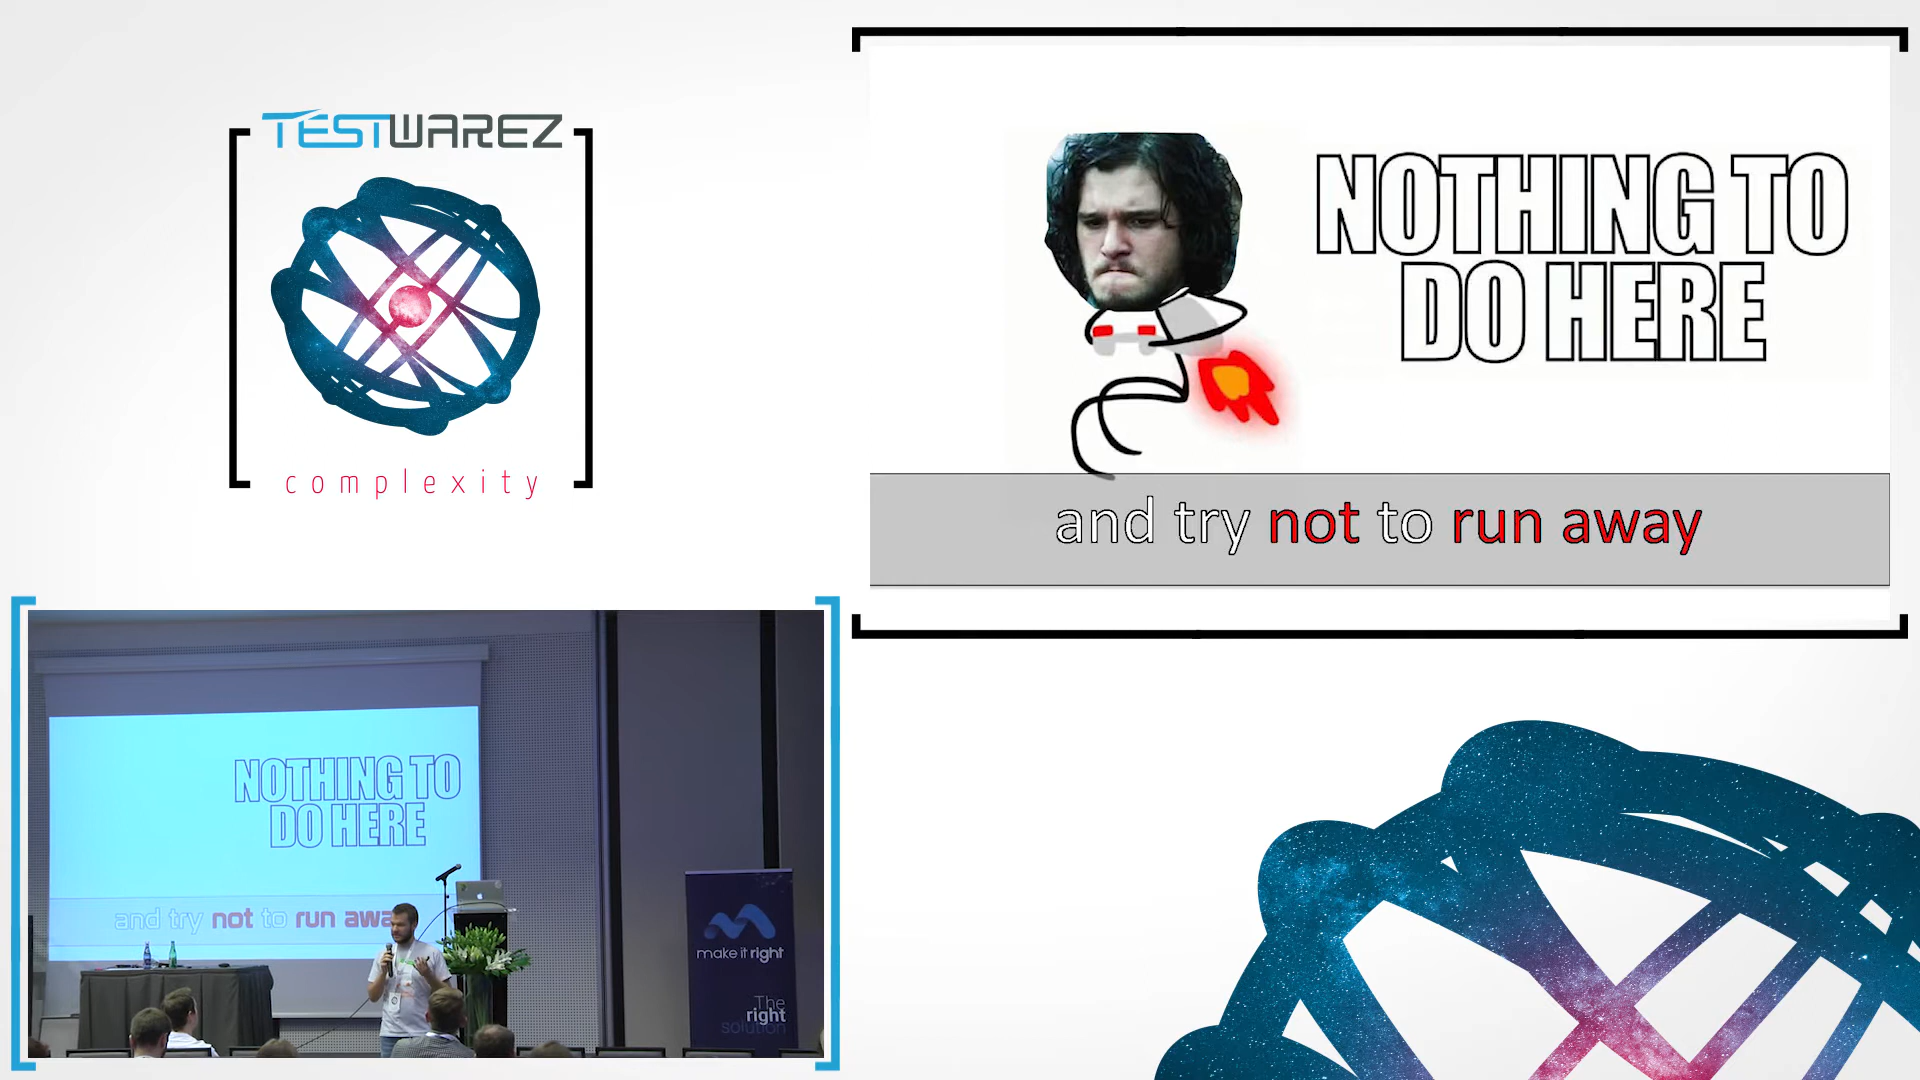 TESTWAREZ
complexity
NOTHING TO
DO HERE
and try not to run away
NOTHING TO
DO HERE
and try not to run awa
make it right
The
right
solution